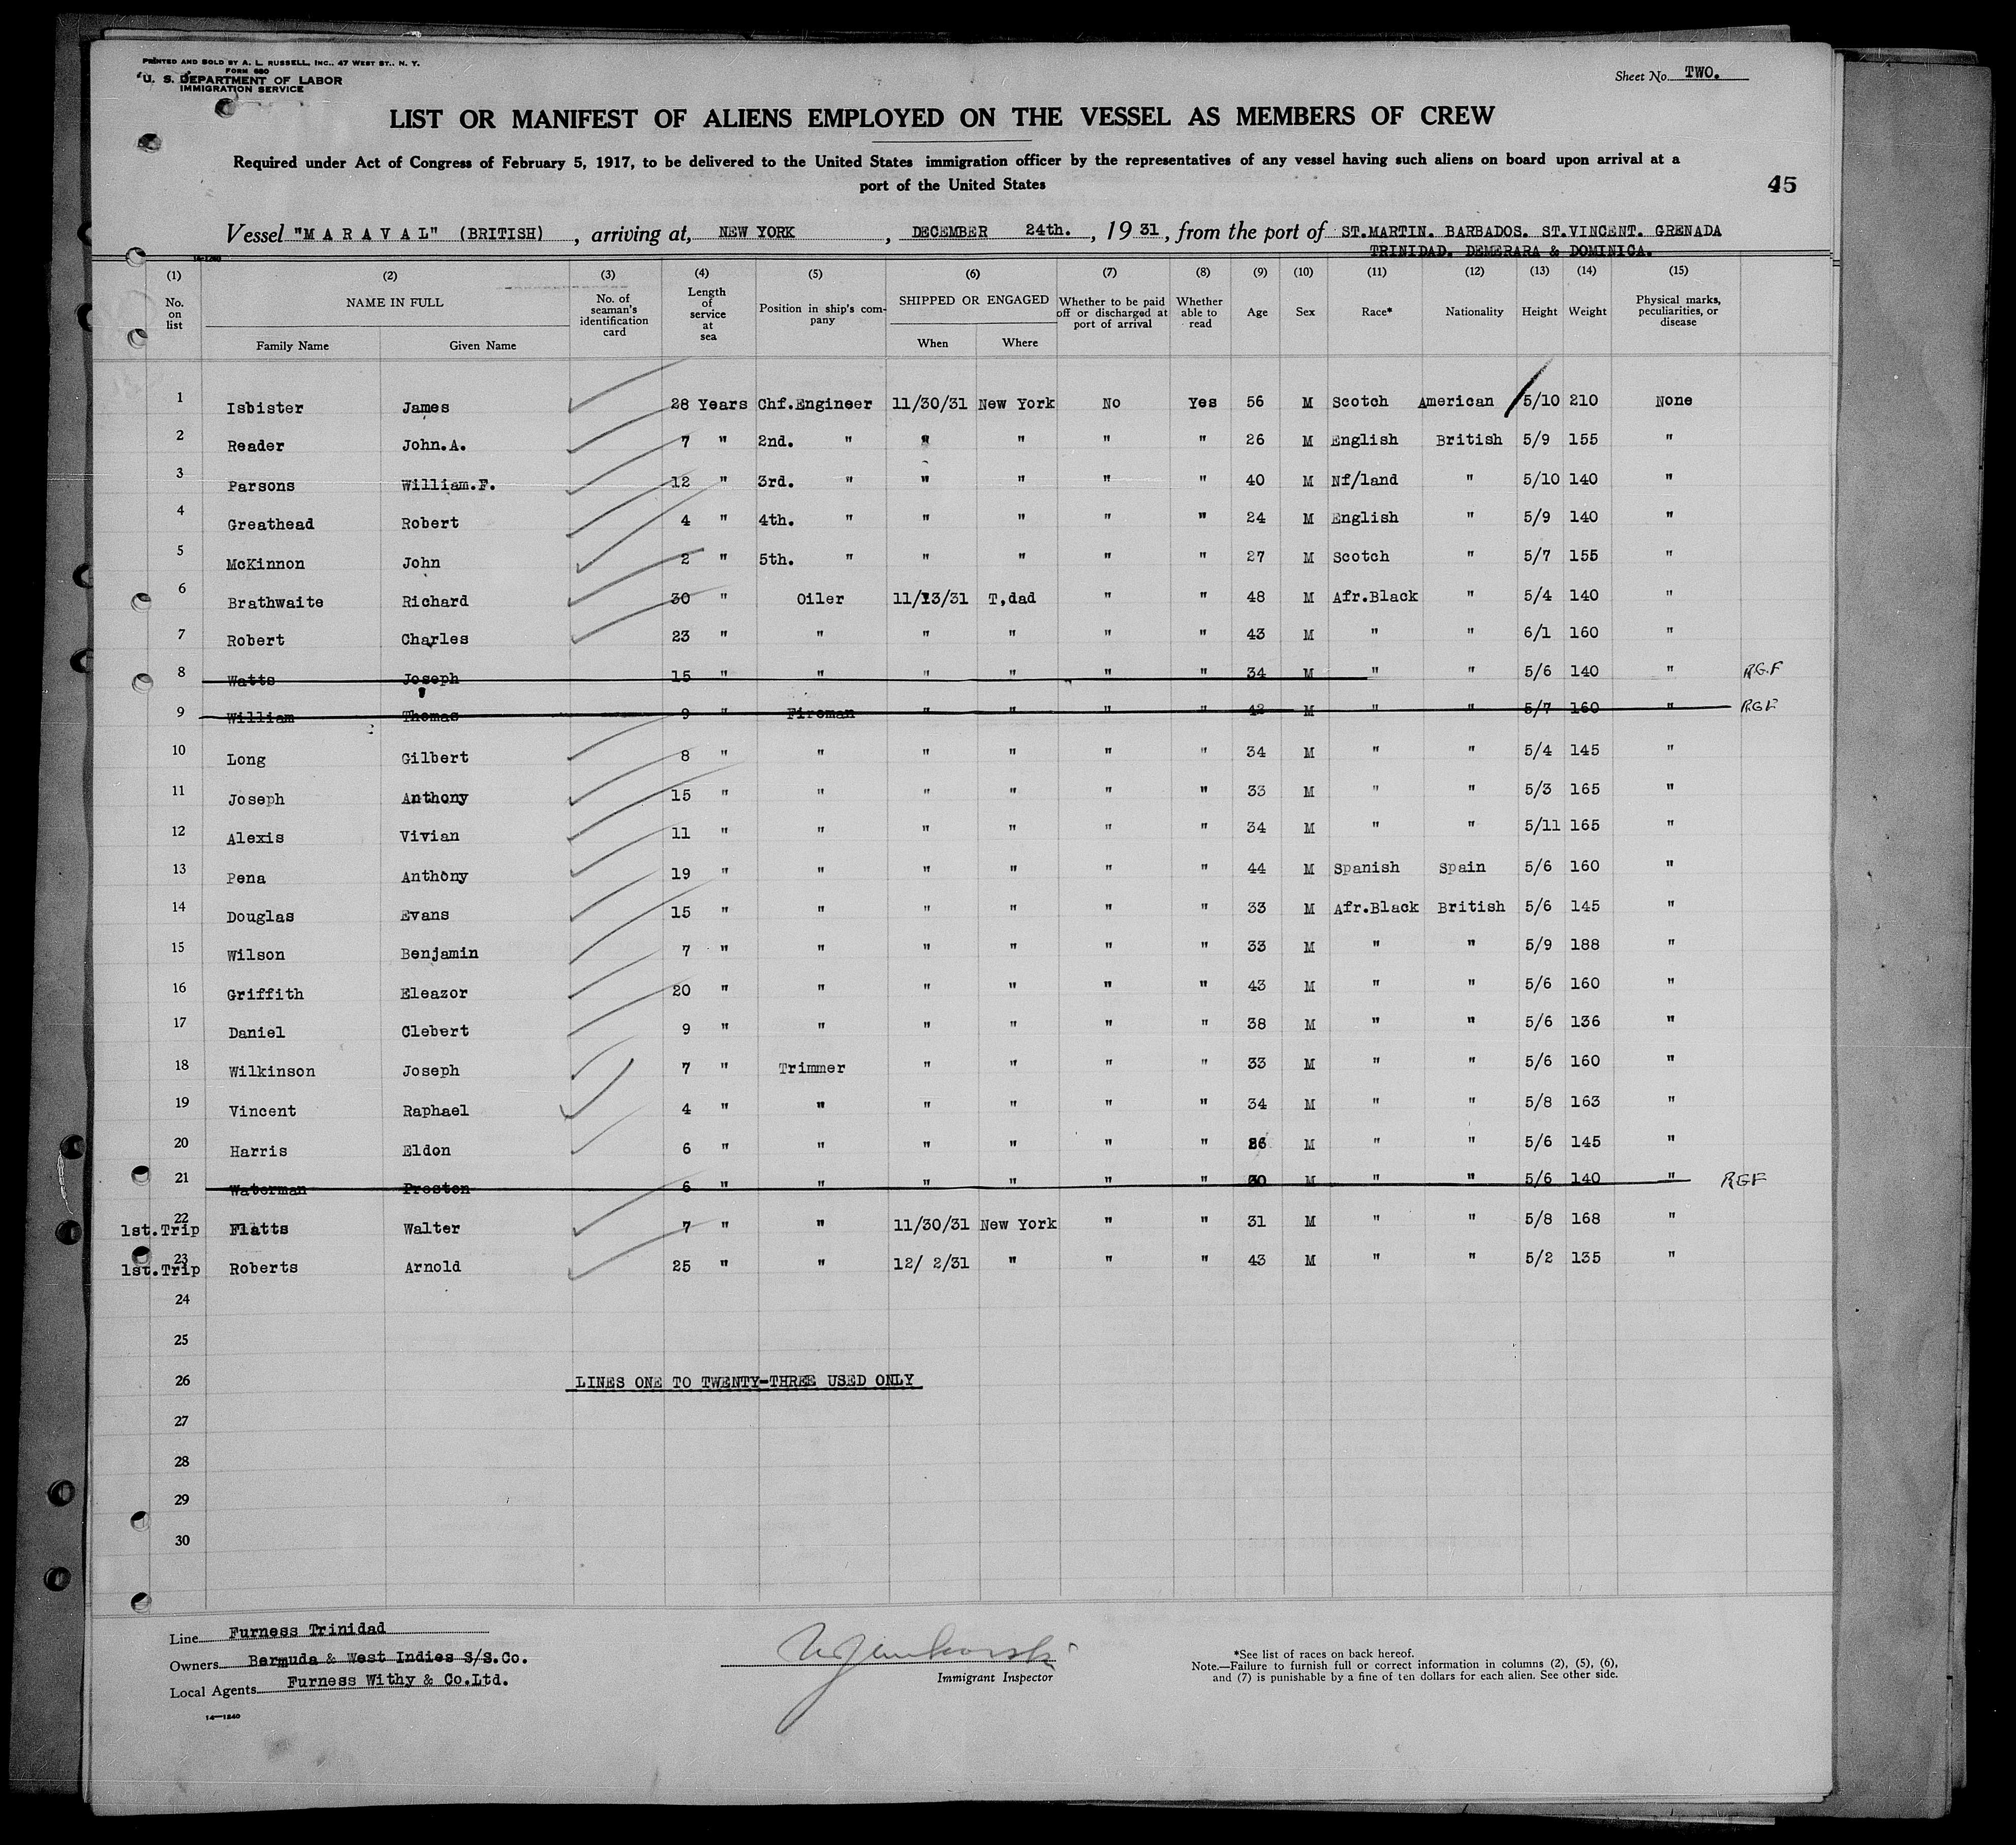 PRINTED AND SOLD BY A. L. RUSSELL, INC., 47 WEST ST., N. Y.
FORM 680
U. S. DEPARTMENT OF LABOR
IMMIGRATION SERVICE
Sheet No. TWO.
LIST OR MANIFEST OF ALIENS EMPLOYED ON THE VESSEL AS MEMBERS OF CREW
Required under Act of Congress of February 5, 1917, to be delivered to the United States immigration officer by the representatives of any vessel having such aliens on board upon arrival at a
port of the United States
45
Vessel "M A R A V A L" (BRITISH), arriving at, NEW YORK, DECEMBER 24th., 1931, from the port of ST.MARTIN. BARBADOS. ST.VINCENT. GRENADA
TRINIDAD. DEMERARA & DOMINICA.
14-1240
(1) (2) (3) (4) (5) (6) (7) (8) (9) (10) (11) (12) (13) (14) (15)
No. on list NAME IN FULL Family Name Given Name No. of seaman's identification card Length of service at sea Position in ship's company SHIPPED OR ENGAGED When Where Whether to be paid off or discharged at port of arrival Whether able to read Age Sex Race* Nationality Height Weight Physical marks, peculiarities, or disease
1 Isbister James 28 Years Chf.Engineer 11/30/31 New York No Yes 56 M Scotch American 5/10 210 None
2 Reader John.A. 7 " 2nd. " " " " " 26 M English British 5/9 155 "
3 Parsons William.F. 12 " 3rd. " " " " " 40 M Nf/land " 5/10 140 "
4 Greathead Robert 4 " 4th. " " " " " 24 M English " 5/9 140 "
5 McKinnon John 2 " 5th. " " " " " 27 M Scotch " 5/7 155 "
6 Brathwaite Richard 30 " Oiler 11/13/31 T,dad " " 48 M Afr.Black " 5/4 140 "
7 Robert Charles 23 " " " " " " 43 M " " 6/1 160 "
8 Watts Joseph 15 " " " " " " 34 M " " 5/6 140 " RG.F
9 William Thomas 9 " Fireman " " " " 42 M " " 5/7 160 " RGF
10 Long Gilbert 8 " " " " " " 34 M " " 5/4 145 "
11 Joseph Anthony 15 " " " " " " 33 M " " 5/3 165 "
12 Alexis Vivian 11 " " " " " " 34 M " " 5/11 165 "
13 Pena Anthony 19 " " " " " " 44 M Spanish Spain 5/6 160 "
14 Douglas Evans 15 " " " " " " 33 M Afr.Black British 5/6 145 "
15 Wilson Benjamin 7 " " " " " " 33 M " " 5/9 188 "
16 Griffith Eleazor 20 " " " " " " 43 M " " 5/6 160 "
17 Daniel Clebert 9 " " " " " " 38 M " " 5/6 136 "
18 Wilkinson Joseph 7 " Trimmer " " " " 33 M " " 5/6 160 "
19 Vincent Raphael 4 " " " " " " 34 M " " 5/8 163 "
20 Harris Eldon 6 " " " " " " M " " 5/6 145 "
21 Waterman Preston 6 " " " " " " M " " 5/6 140 " RGF
22 1st.Trip Flatts Walter 7 " " 11/30/31 New York " " 31 M " " 5/8 168 "
23 1st.Trip Roberts Arnold 25 " " 12/ 2/31 " " " 43 M " " 5/2 135 "
24
25
26 LINES ONE TO TWENTY-THREE USED ONLY
27
28
29
30
Line Furness Trinidad
Owners Bermuda & West Indies S/S.Co.
Local Agents Furness Withy & Co.Ltd.
14-1240
Immigrant Inspector
*See list of races on back hereof.
Note.—Failure to furnish full or correct information in columns (2), (5), (6),
and (7) is punishable by a fine of ten dollars for each alien. See other side.